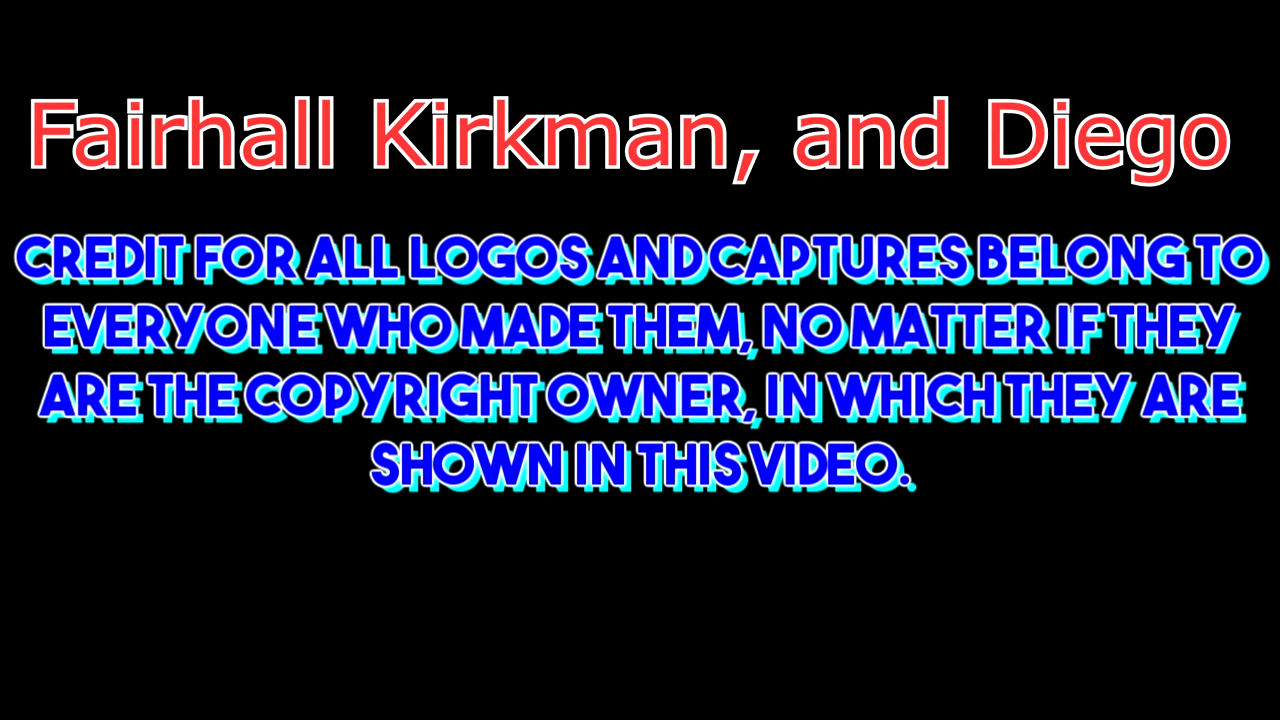 Fairhall Kirkman, and Diego
CREDIT FOR ALL LOGOS AND CAPTURES BELONG TO
EVERYONE WHO MADE THEM, NO MATTER IF THEY
ARE THE COPYRIGHT OWNER, IN WHICH THEY ARE
SHOWN IN THIS VIDEO.